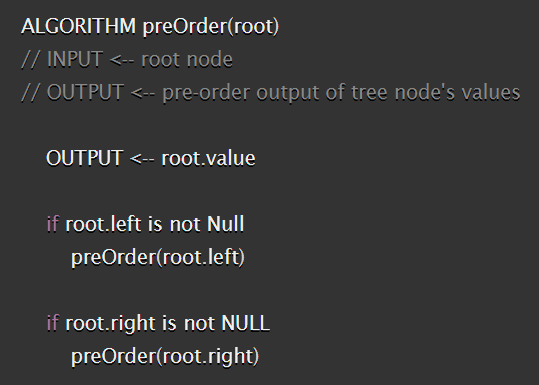 ALGORITHM preOrder(root)
// INPUT <-- root node
// OUTPUT <-- pre-order output of tree node's values
OUTPUT <-- root.value
if root.left is not Null
preOrder(root.left)
if root.right is not NULL
preOrder(root.right)